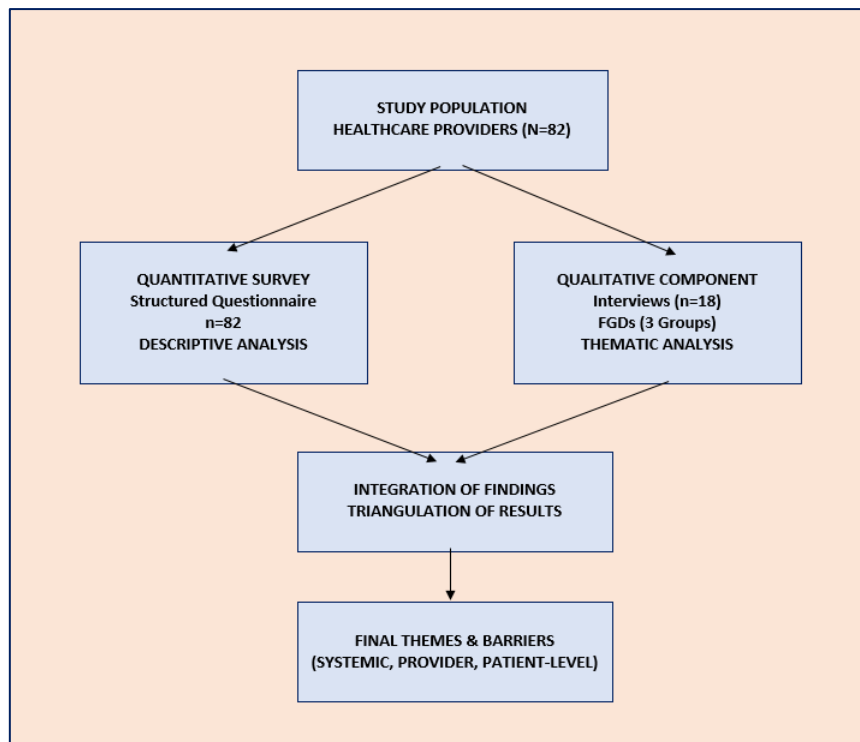 STUDY POPULATION
HEALTHCARE PROVIDERS (N=82)
QUANTITATIVE SURVEY
Structured Questionnaire
n=82
DESCRIPTIVE ANALYSIS
QUALITATIVE COMPONENT
Interviews (n=18)
FGDs (3 Groups)
THEMATIC ANALYSIS
INTEGRATION OF FINDINGS
TRIANGULATION OF RESULTS
FINAL THEMES & BARRIERS
(SYSTEMIC, PROVIDER, PATIENT-LEVEL)